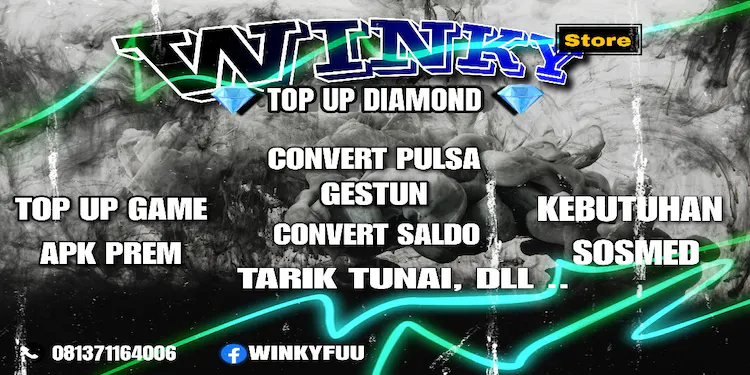 WINKY
Store
TOP UP DIAMOND
CONVERT PULSA
GESTUN
CONVERT SALDO
TARIK TUNAI, DLL ..
TOP UP GAME
APK PREM
KEBUTUHAN
SOSMED
081371164006
WINKYFUU